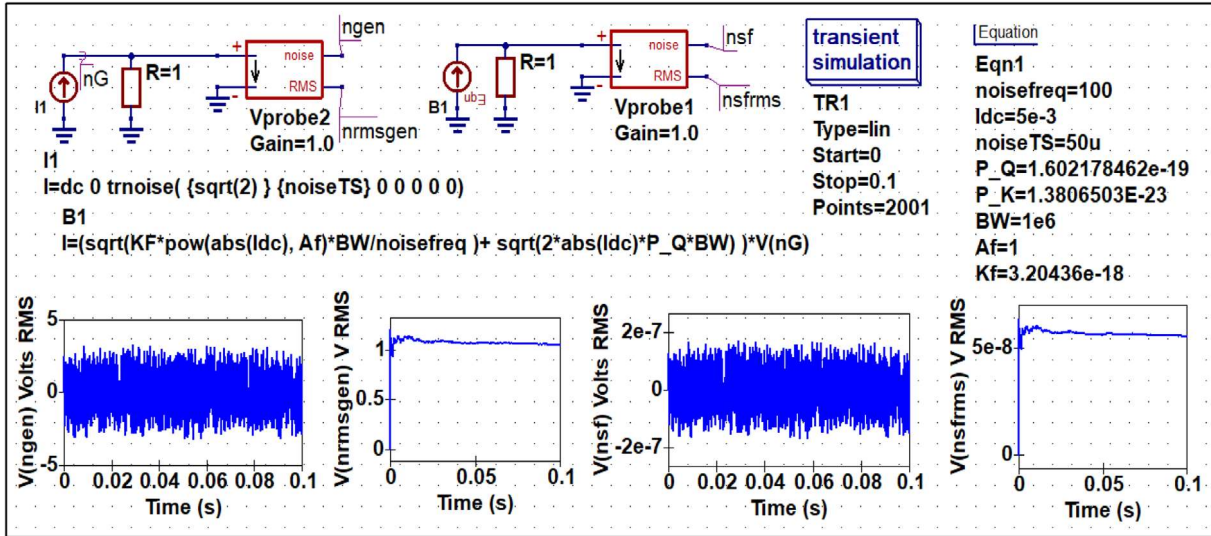 ngen
noise
RMS
+
-
nG
R=1
I1
Vprobe2
Gain=1.0
nrmsgen
nsf
noise
RMS
+
-
R=1
B1
Eqn
Vprobe1
Gain=1.0
nsfrms
I1
I=dc 0 trnoise( {sqrt(2) } {noiseTS} 0 0 0 0 0)
B1
I=(sqrt(KF*pow(abs(Idc), Af)*BW/noisefreq )+ sqrt(2*abs(Idc)*P_Q*BW) )*V(nG)
transient
simulation
TR1
Type=lin
Start=0
Stop=0.1
Points=2001
Equation
Eqn1
noisefreq=100
Idc=5e-3
noiseTS=50u
P_Q=1.602178462e-19
P_K=1.3806503E-23
BW=1e6
Af=1
Kf=3.20436e-18
V(ngen) Volts RMS
5
0
-5
0 0.02 0.04 0.06 0.08 0.1
Time (s)
V(nrmsgen) V RMS
1
0.5
0
0 0.05 0.1
Time (s)
V(nsf) Volts RMS
2e-7
0
-2e-7
0 0.02 0.04 0.06 0.08 0.1
Time (s)
V(nsfrms) V RMS
5e-8
0
0 0.05 0.1
Time (s)